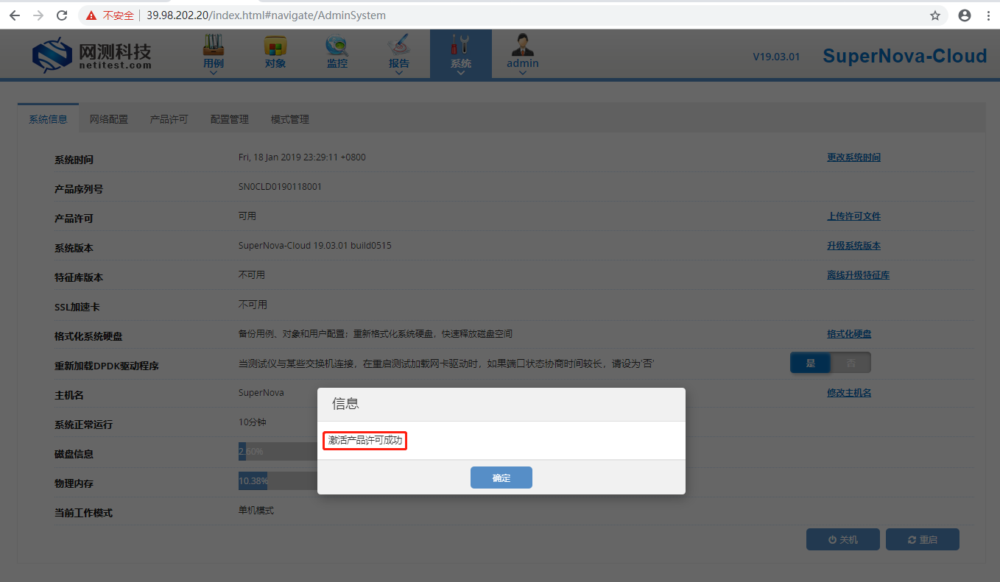 不安全 39.98.202.20/index.html#navigate/AdminSystem
网测科技
netitest.com
用例 对象 监控 报告 系统 admin
V19.03.01 SuperNova-Cloud
系统信息 网络配置 产品许可 配置管理 模式管理
系统时间 Fri, 18 Jan 2019 23:29:11 +0800 更改系统时间
产品序列号 SN0CLD0190118001
产品许可 可用 上传许可文件
系统版本 SuperNova-Cloud 19.03.01 build0515 升级系统版本
特征库版本 不可用 离线升级特征库
SSL加速卡 不可用
格式化系统硬盘 备份用例、对象和用户配置；重新格式化系统硬盘，快速释放磁盘空间 格式化硬盘
重新加载DPDK驱动程序 当测试仪与某些交换机连接，在重启测试加载网卡驱动时，如果端口状态协商时间较长，请设为'否' 是 否
主机名 SuperNova 修改主机名
信息
系统正常运行 10分钟
激活产品许可成功
磁盘信息 2.60%
物理内存 10.38%
确定
当前工作模式 单机模式
关机 重启